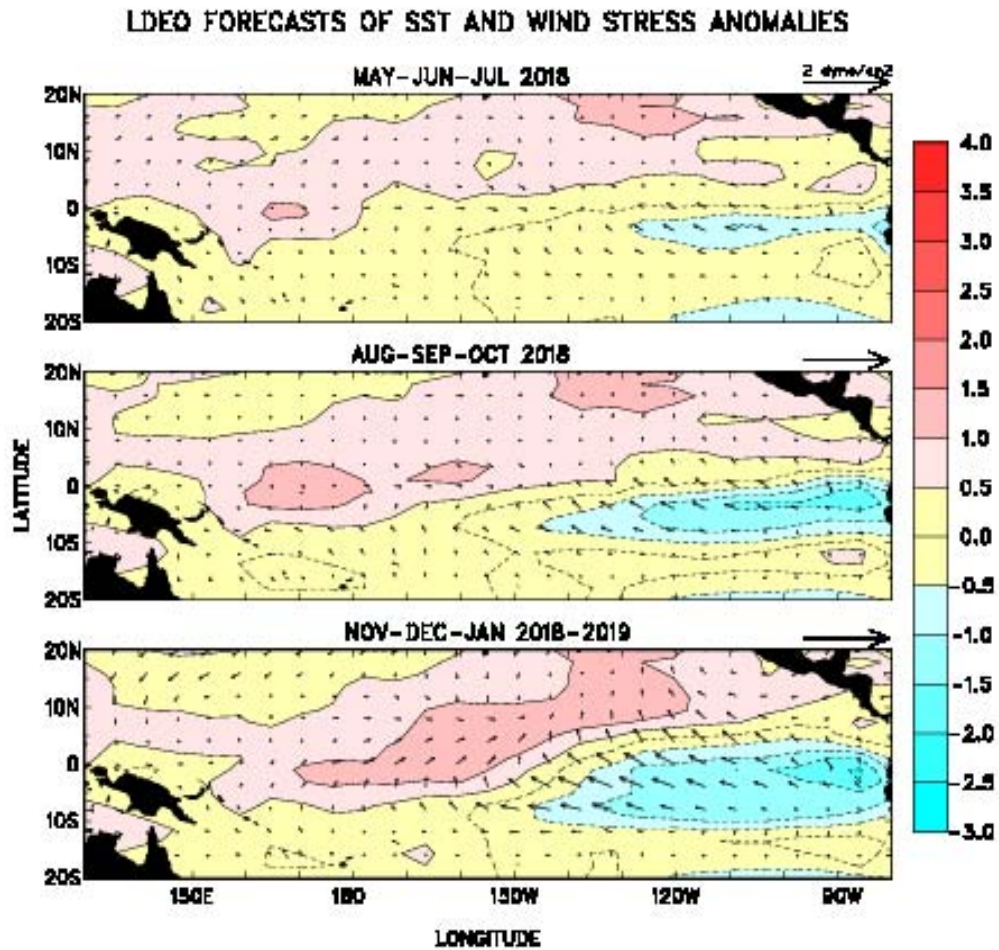 LDEO FORECASTS OF SST AND WIND STRESS ANOMALIES
MAY-JUN-JUL 2018
2 dyne/cm2
20N
10N
0
10S
20S
AUG-SEP-OCT 2018
20N
10N
0
10S
20S
NOV-DEC-JAN 2018-2019
20N
10N
0
10S
20S
150E
180
150W
120W
90W
LATITUDE
LONGITUDE
4.0
3.5
3.0
2.5
2.0
1.5
1.0
0.5
0.0
-0.5
-1.0
-1.5
-2.0
-2.5
-3.0